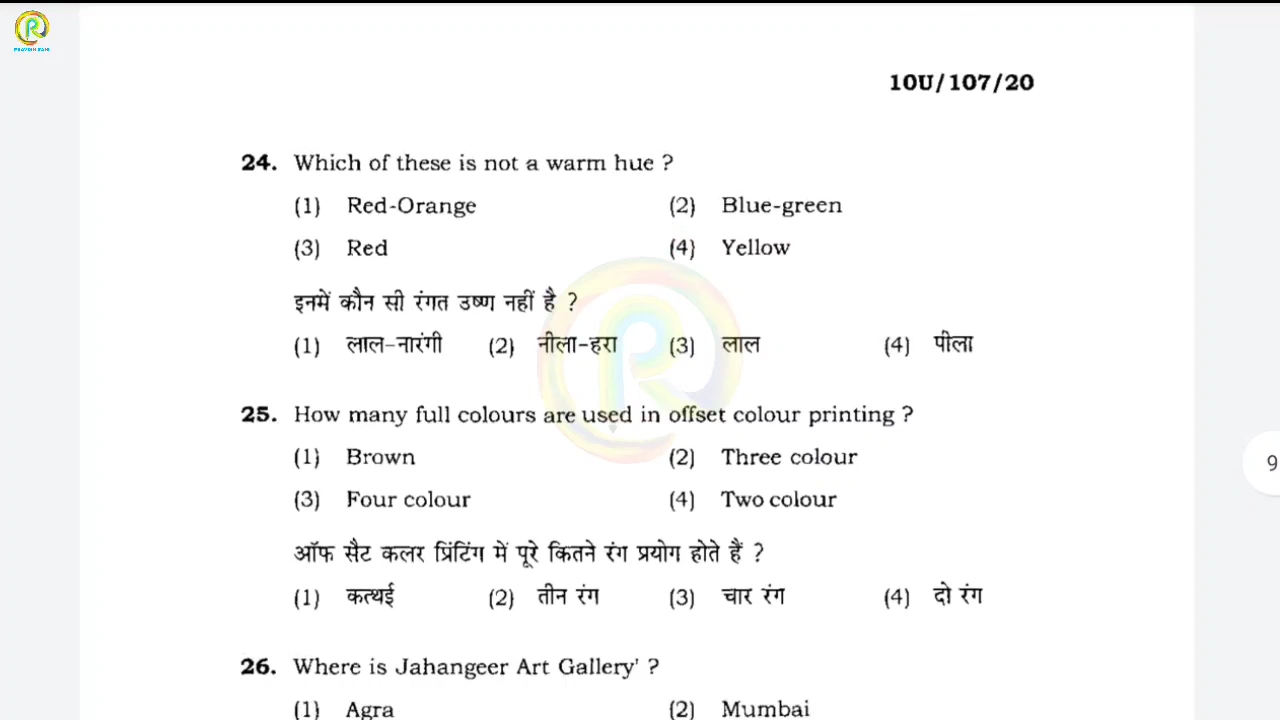 PRAVEEN RAHI
10U/107/20
24. Which of these is not a warm hue ?
(1) Red-Orange (2) Blue-green
(3) Red (4) Yellow
इनमें कौन सी रंगत उष्ण नहीं है ?
(1) लाल-नारंगी (2) नीला-हरा (3) लाल (4) पीला
25. How many full colours are used in offset colour printing ?
(1) Brown (2) Three colour
(3) Four colour (4) Two colour
ऑफ सैट कलर प्रिंटिंग में पूरे कितने रंग प्रयोग होते हैं ?
(1) कत्थई (2) तीन रंग (3) चार रंग (4) दो रंग
9
26. Where is Jahangeer Art Gallery' ?
(1) Agra (2) Mumbai